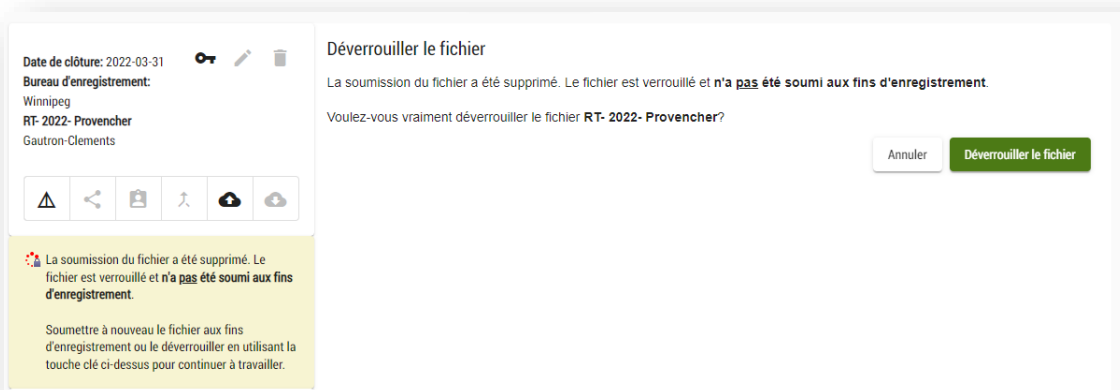 Date de clôture: 2022-03-31
Bureau d'enregistrement:
Winnipeg
RT- 2022- Provencher
Gautron-Clements
La soumission du fichier a été supprimé. Le
fichier est verrouillé et n'a pas été soumi aux fins
d'enregistrement.
Soumettre à nouveau le fichier aux fins
d'enregistrement ou le déverrouiller en utilisant la
touche clé ci-dessus pour continuer à travailler.
Déverrouiller le fichier
La soumission du fichier a été supprimé. Le fichier est verrouillé et n'a pas été soumi aux fins d'enregistrement.
Voulez-vous vraiment déverrouiller le fichier RT- 2022- Provencher?
Annuler
Déverrouiller le fichier